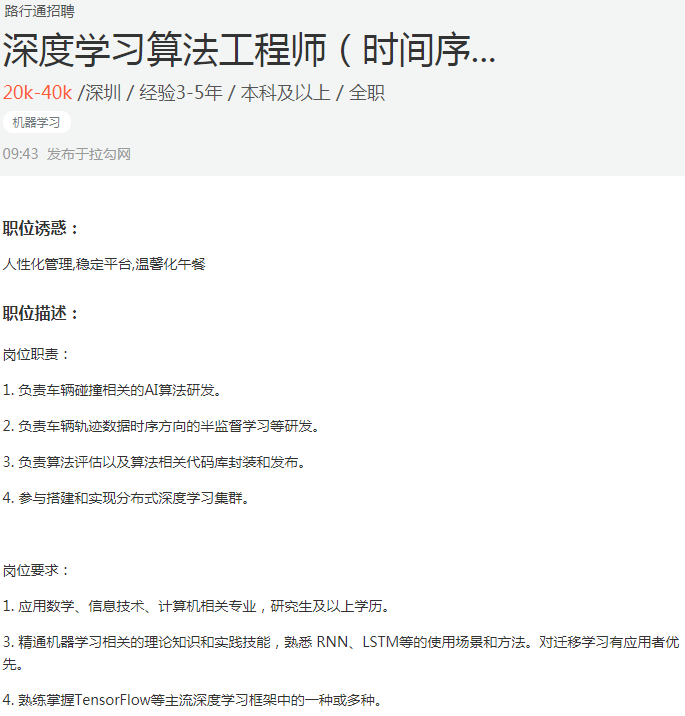 路行通招聘
深度学习算法工程师（时间序...
20k-40k /深圳 / 经验3-5年 / 本科及以上 / 全职
机器学习
09:43 发布于拉勾网
职位诱惑：
人性化管理,稳定平台,温馨化午餐
职位描述：
岗位职责：
1. 负责车辆碰撞相关的AI算法研发。
2. 负责车辆轨迹数据时序方向的半监督学习等研发。
3. 负责算法评估以及算法相关代码库封装和发布。
4. 参与搭建和实现分布式深度学习集群。
岗位要求：
1. 应用数学、信息技术、计算机相关专业，研究生及以上学历。
3. 精通机器学习相关的理论知识和实践技能，熟悉 RNN、LSTM等的使用场景和方法。对迁移学习有应用者优
先。
4. 熟练掌握TensorFlow等主流深度学习框架中的一种或多种。